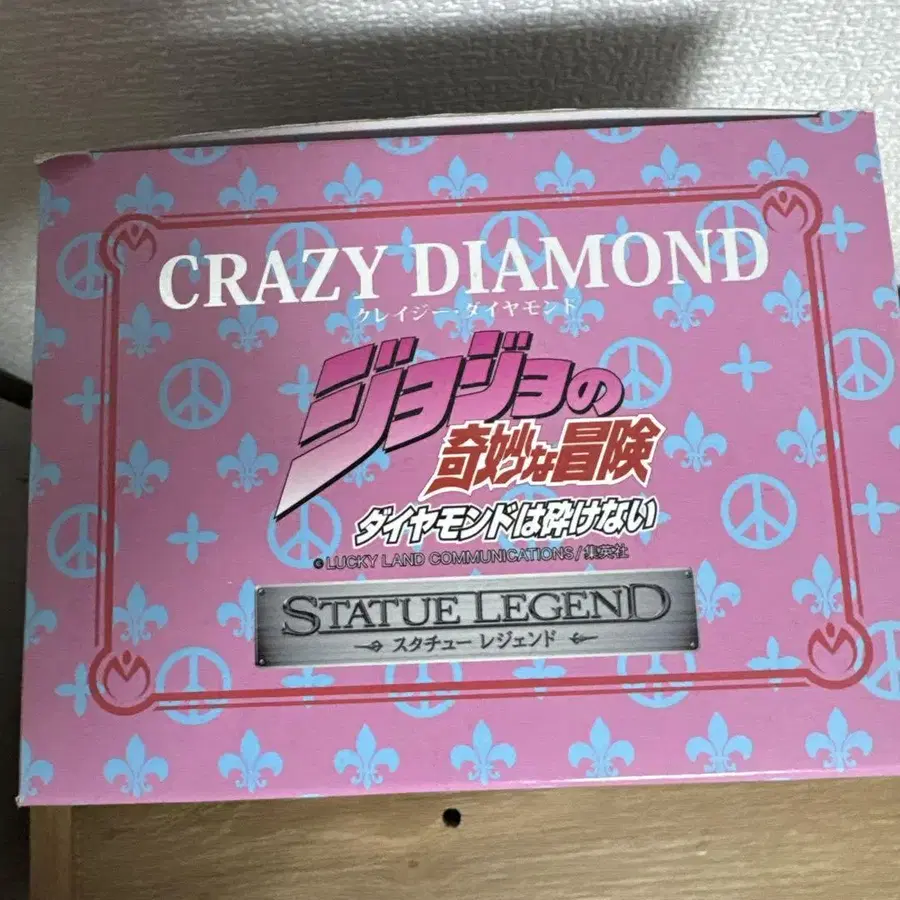 CRAZY DIAMOND
クレイジー・ダイヤモンド
ジョジョの
奇妙な冒険
ダイヤモンドは砕けない
©LUCKY LAND COMMUNICATIONS/集英社
STATUE LEGEND
スタチュー レジェンド